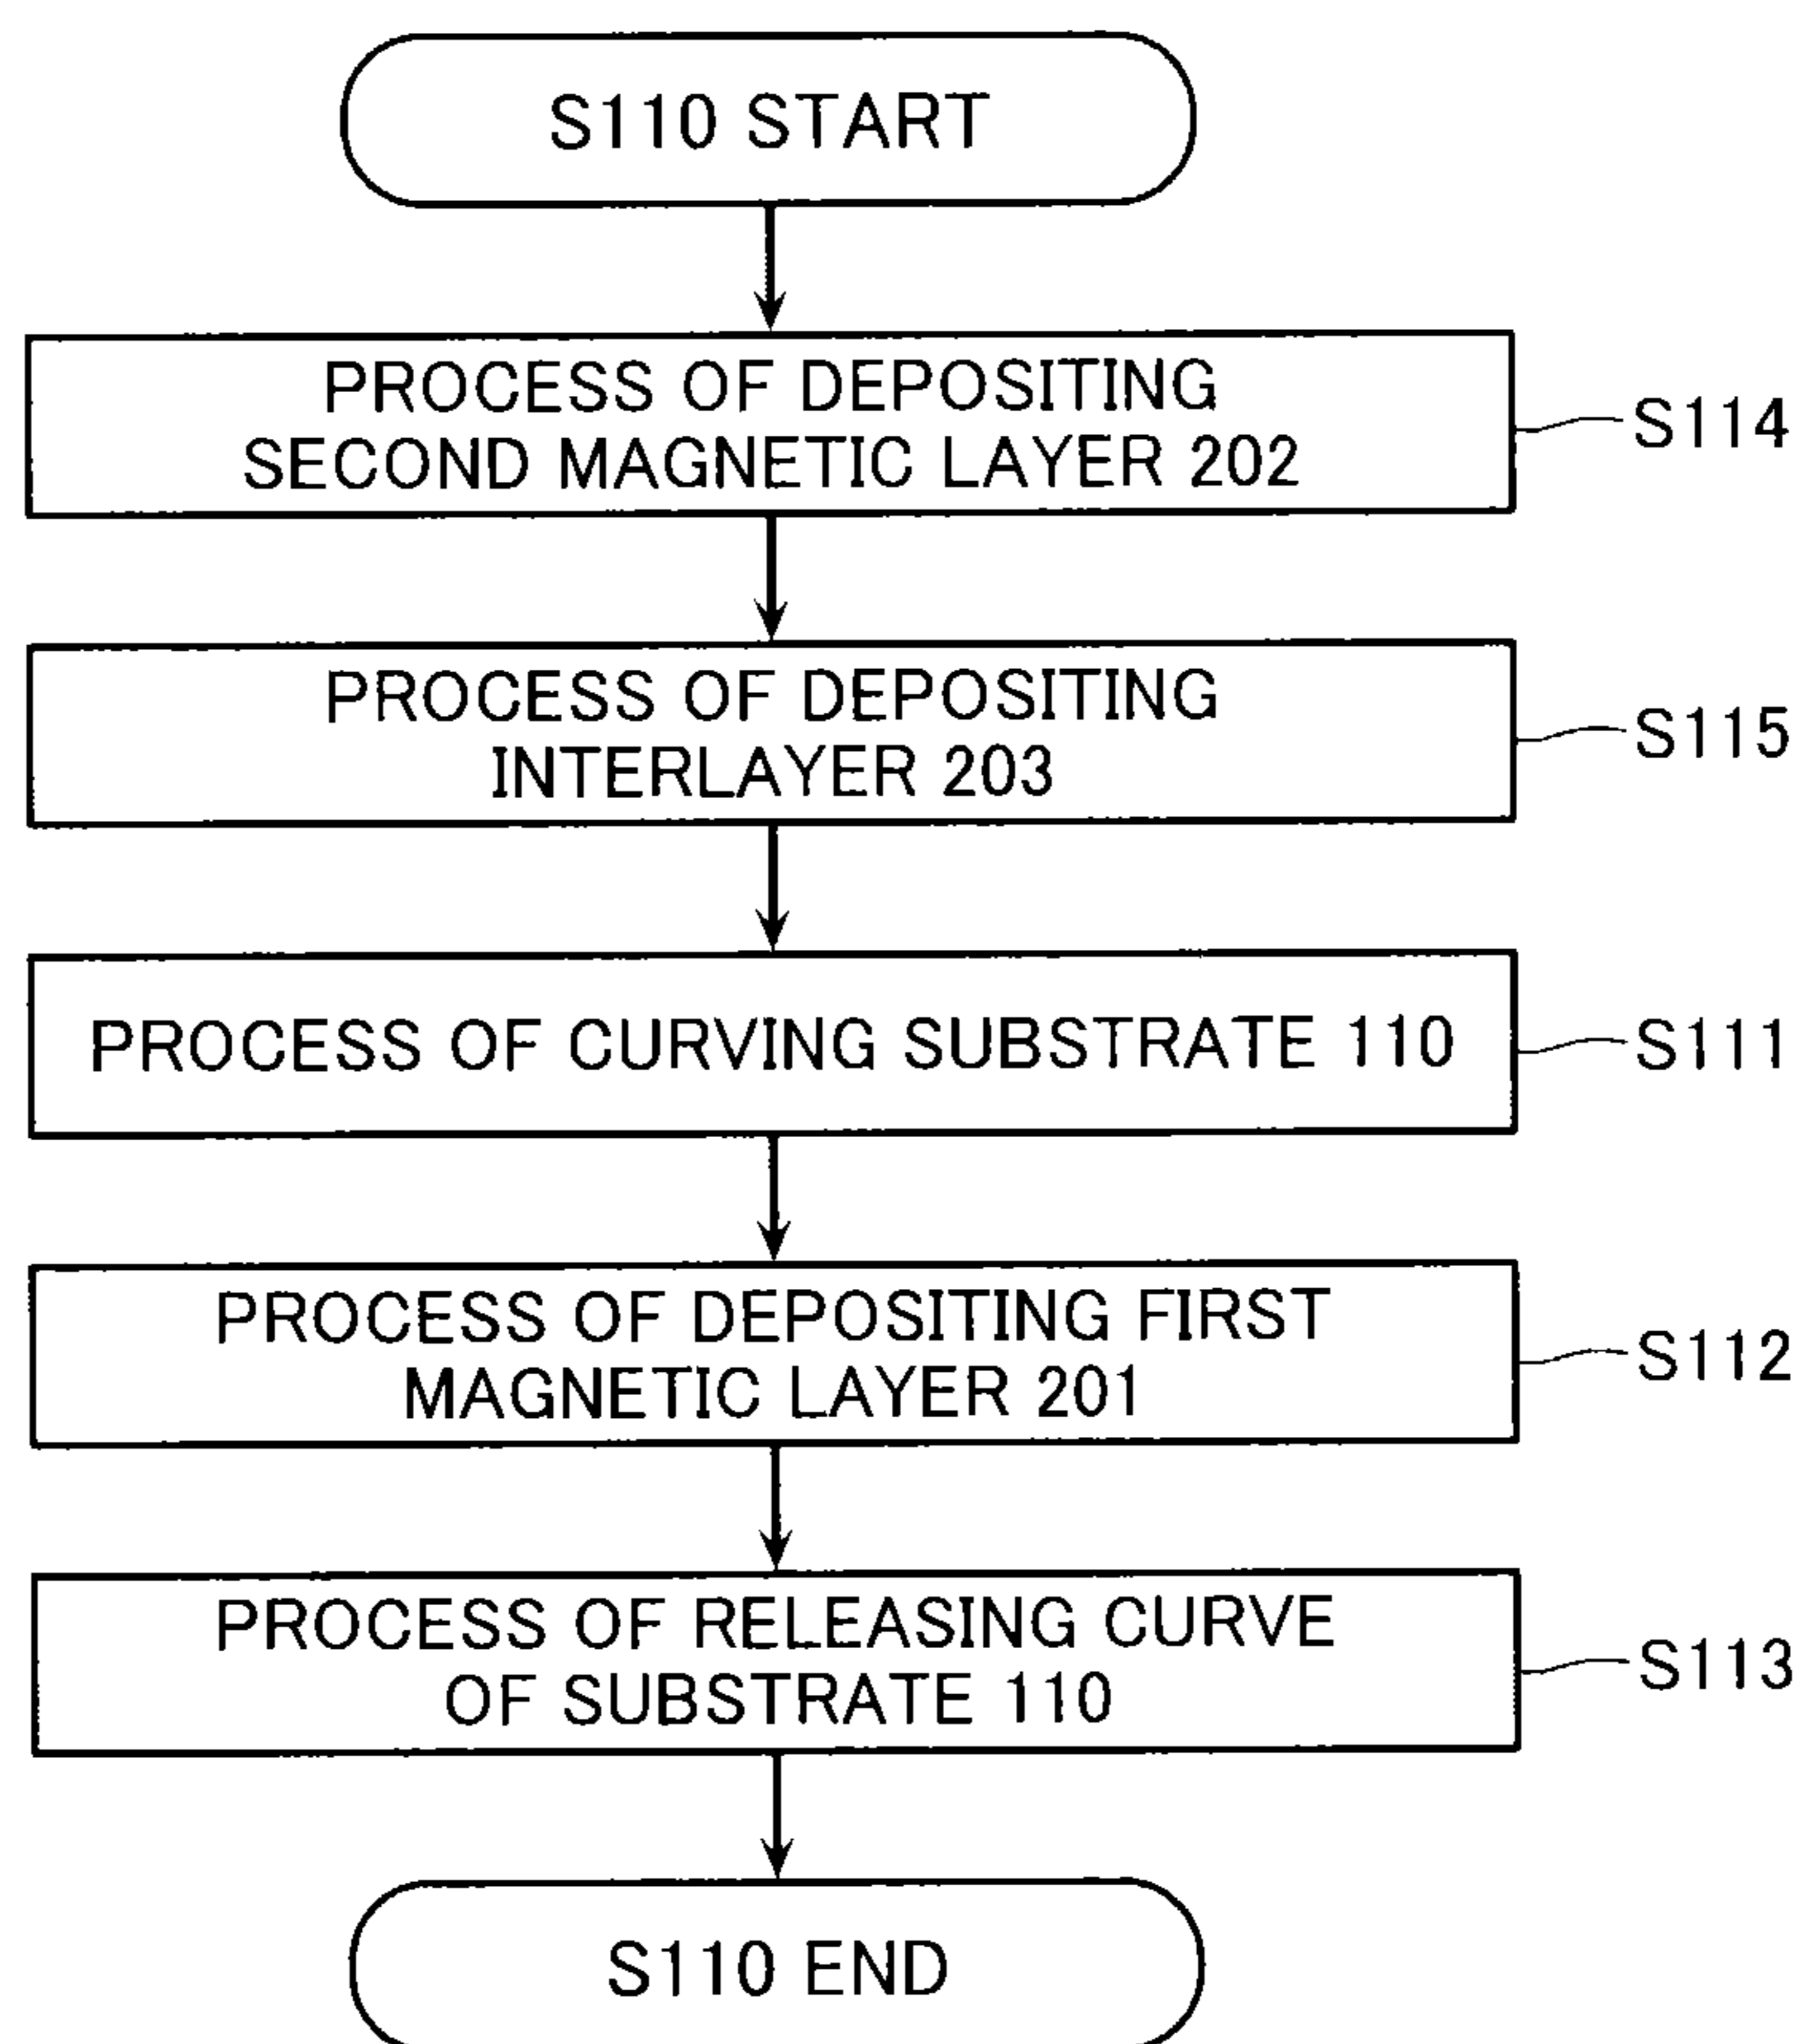 S110 START
PROCESS OF DEPOSITING
SECOND MAGNETIC LAYER 202
S114
PROCESS OF DEPOSITING
INTERLAYER 203
S115
PROCESS OF CURVING SUBSTRATE 110
S111
PROCESS OF DEPOSITING FIRST
MAGNETIC LAYER 201
S112
PROCESS OF RELEASING CURVE
OF SUBSTRATE 110
S113
S110 END